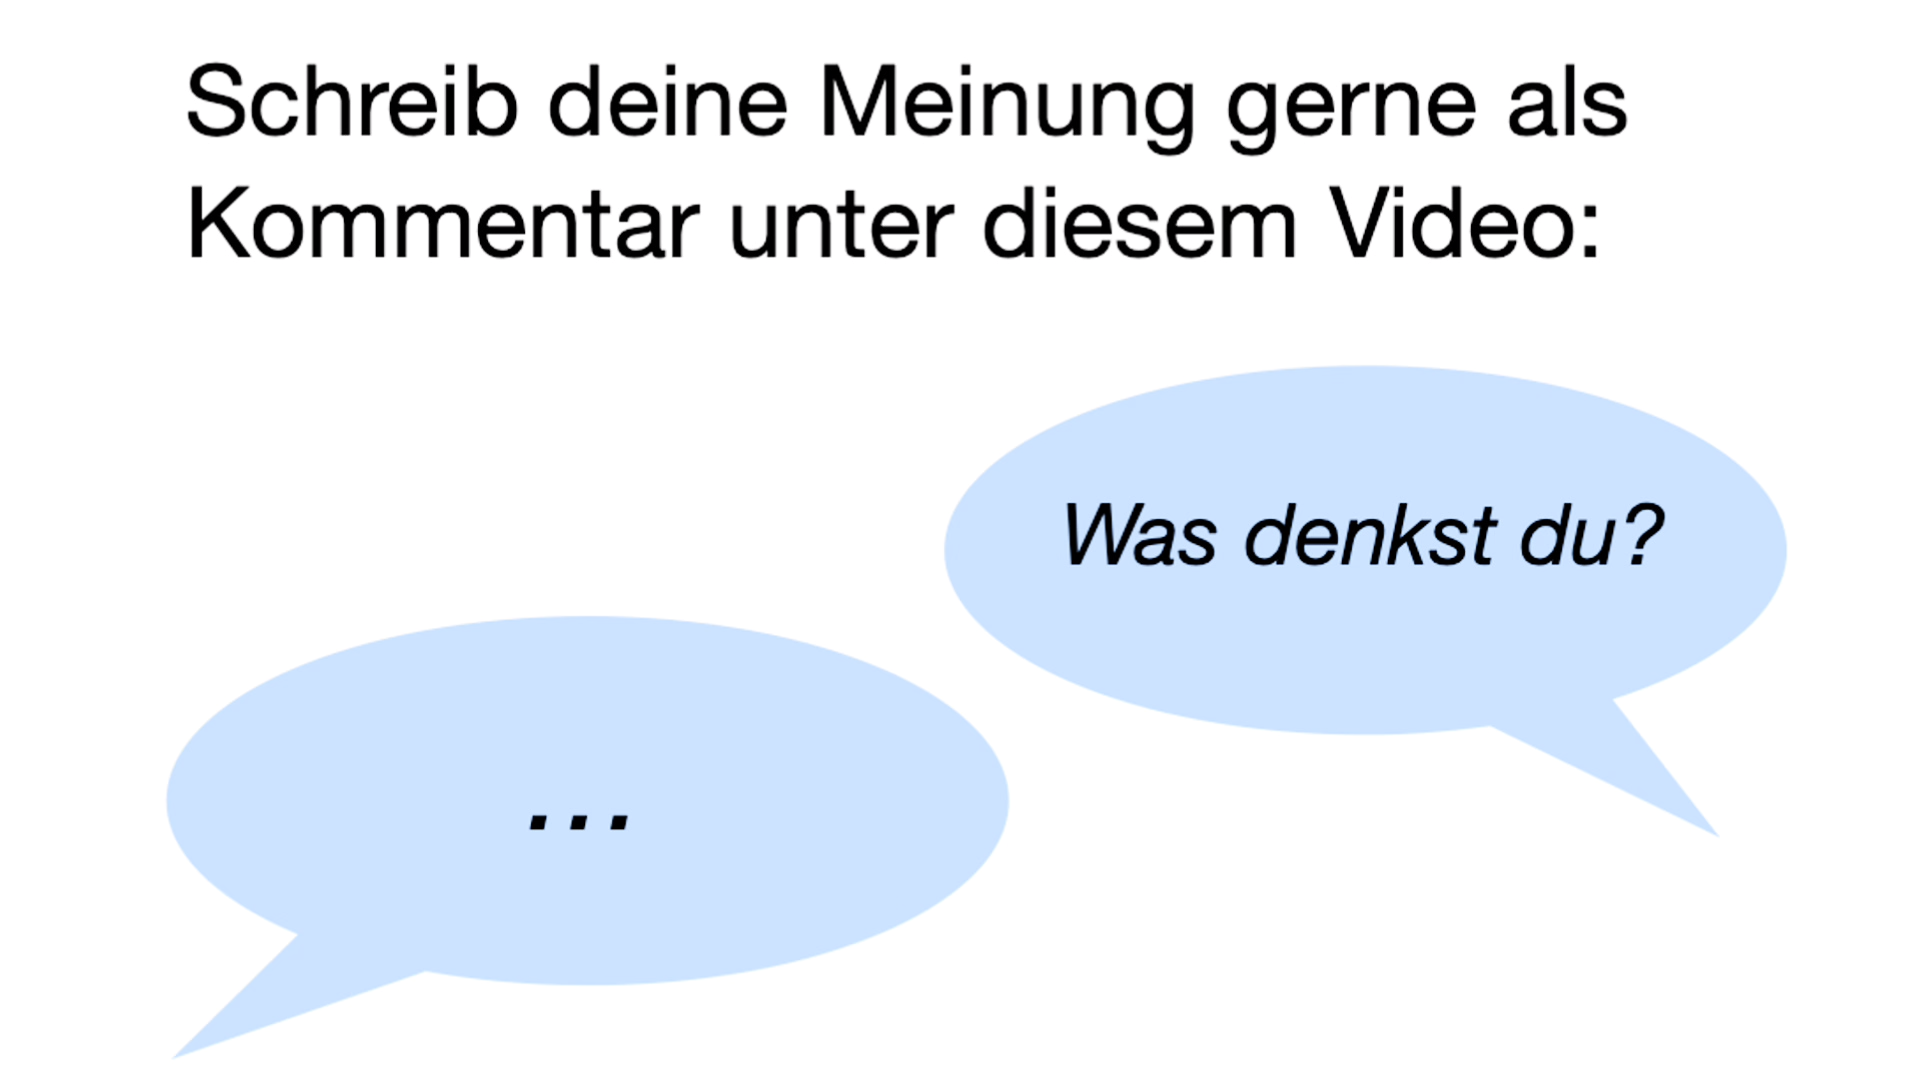 Schreib deine Meinung gerne als
Kommentar unter diesem Video:
Was denkst du?
...